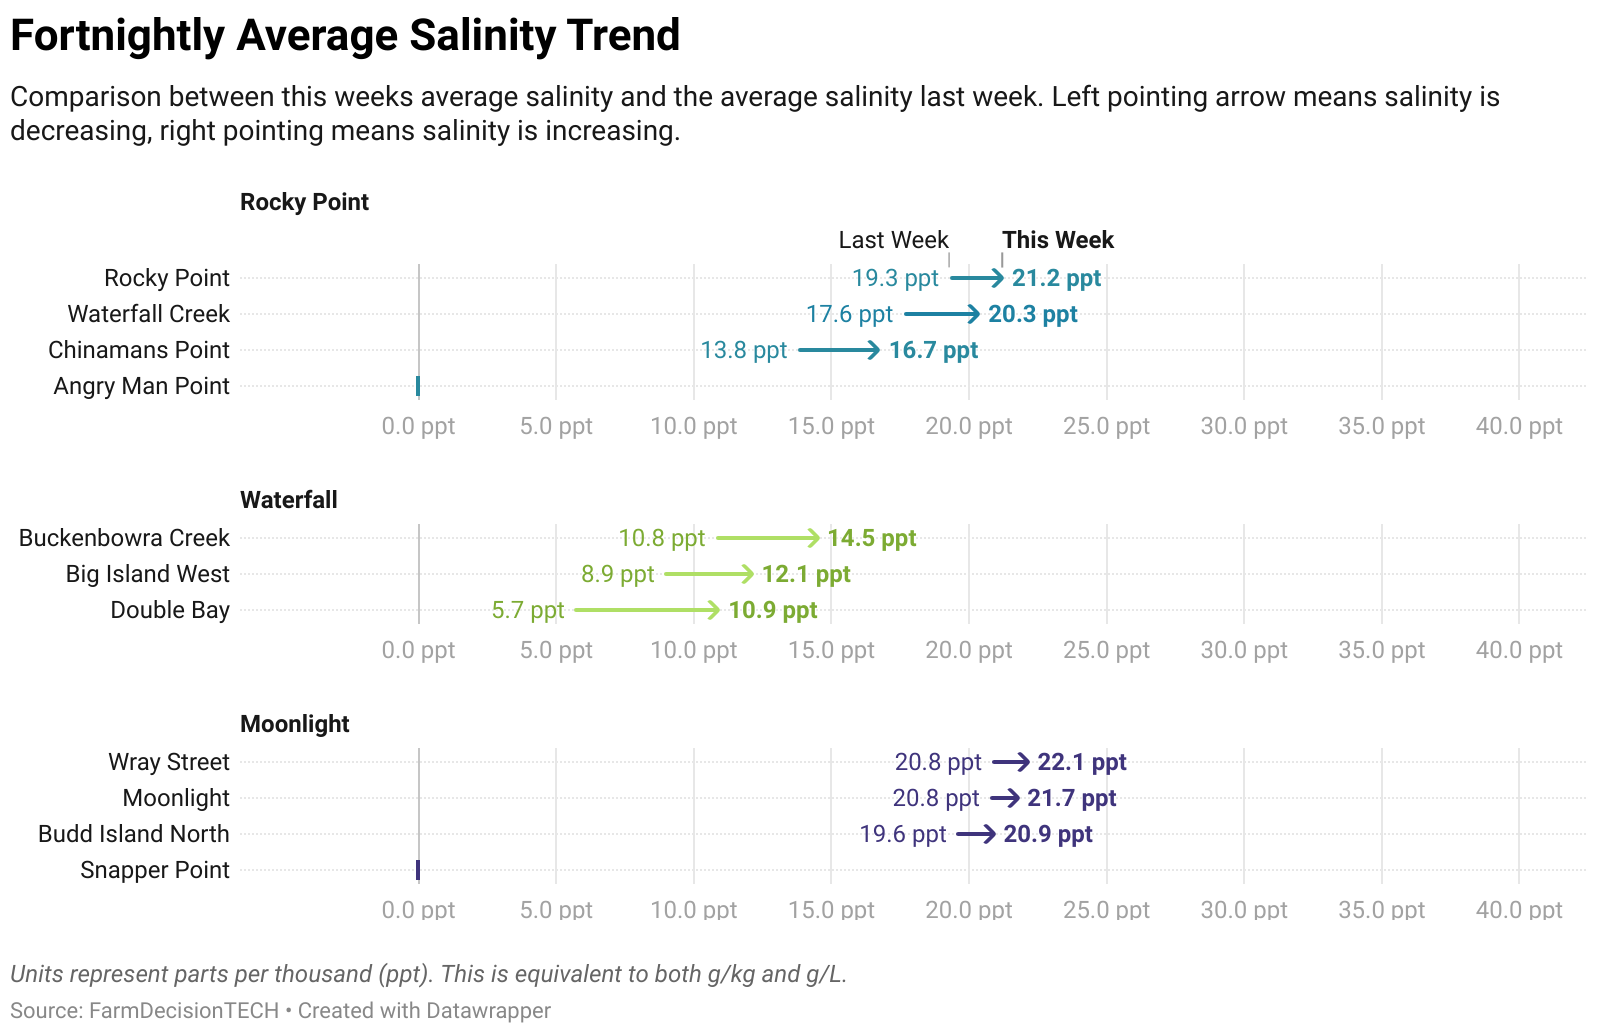 Fortnightly Average Salinity Trend
Comparison between this weeks average salinity and the average salinity last week. Left pointing arrow means salinity is
decreasing, right pointing means salinity is increasing.
Rocky Point
Last Week This Week
Rocky Point 19.3 ppt 21.2 ppt
Waterfall Creek 17.6 ppt 20.3 ppt
Chinamans Point 13.8 ppt 16.7 ppt
Angry Man Point
0.0 ppt 5.0 ppt 10.0 ppt 15.0 ppt 20.0 ppt 25.0 ppt 30.0 ppt 35.0 ppt 40.0 ppt
Waterfall
Buckenbowra Creek 10.8 ppt 14.5 ppt
Big Island West 8.9 ppt 12.1 ppt
Double Bay 5.7 ppt 10.9 ppt
0.0 ppt 5.0 ppt 10.0 ppt 15.0 ppt 20.0 ppt 25.0 ppt 30.0 ppt 35.0 ppt 40.0 ppt
Moonlight
Wray Street 20.8 ppt 22.1 ppt
Moonlight 20.8 ppt 21.7 ppt
Budd Island North 19.6 ppt 20.9 ppt
Snapper Point
0.0 ppt 5.0 ppt 10.0 ppt 15.0 ppt 20.0 ppt 25.0 ppt 30.0 ppt 35.0 ppt 40.0 ppt
Units represent parts per thousand (ppt). This is equivalent to both g/kg and g/L.
Source: FarmDecisionTECH • Created with Datawrapper